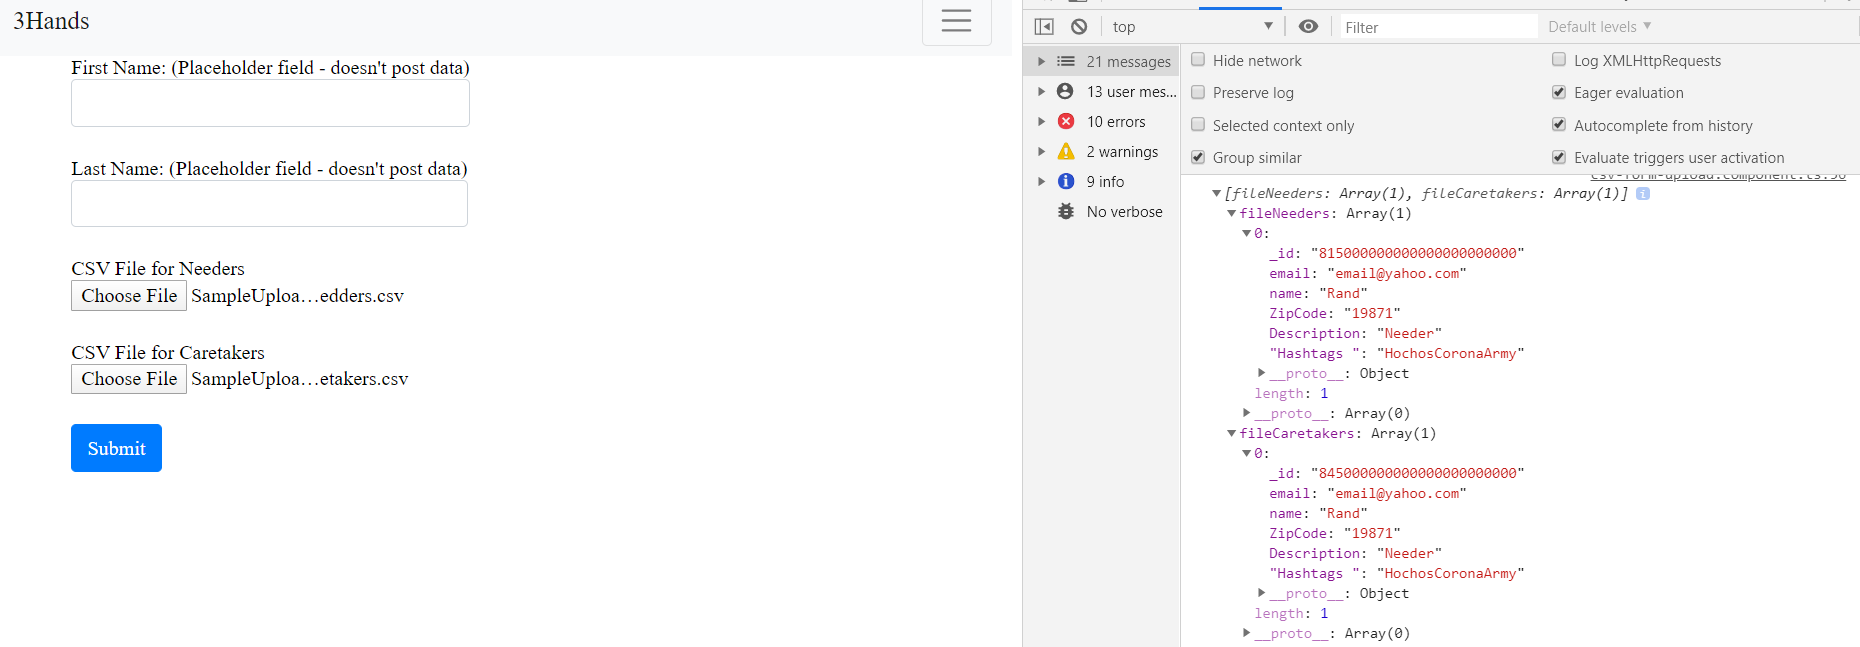 3Hands
First Name: (Placeholder field - doesn't post data)
Last Name: (Placeholder field - doesn't post data)
CSV File for Needers
Choose File SampleUploa…edders.csv
CSV File for Caretakers
Choose File SampleUploa…etakers.csv
Submit
top
Filter
Default levels
21 messages
13 user mes...
10 errors
2 warnings
9 info
No verbose
Hide network
Log XMLHttpRequests
Preserve log
Eager evaluation
Selected context only
Autocomplete from history
Group similar
Evaluate triggers user activation
csv-form-upload.component.ts:56
[fileNeeders: Array(1), fileCaretakers: Array(1)]
fileNeeders: Array(1)
0:
_id: "815000000000000000000000"
email: "email@yahoo.com"
name: "Rand"
ZipCode: "19871"
Description: "Needer"
"Hashtags ": "HochosCoronaArmy"
__proto__: Object
length: 1
__proto__: Array(0)
fileCaretakers: Array(1)
0:
_id: "845000000000000000000000"
email: "email@yahoo.com"
name: "Rand"
ZipCode: "19871"
Description: "Needer"
"Hashtags ": "HochosCoronaArmy"
__proto__: Object
length: 1
__proto__: Array(0)